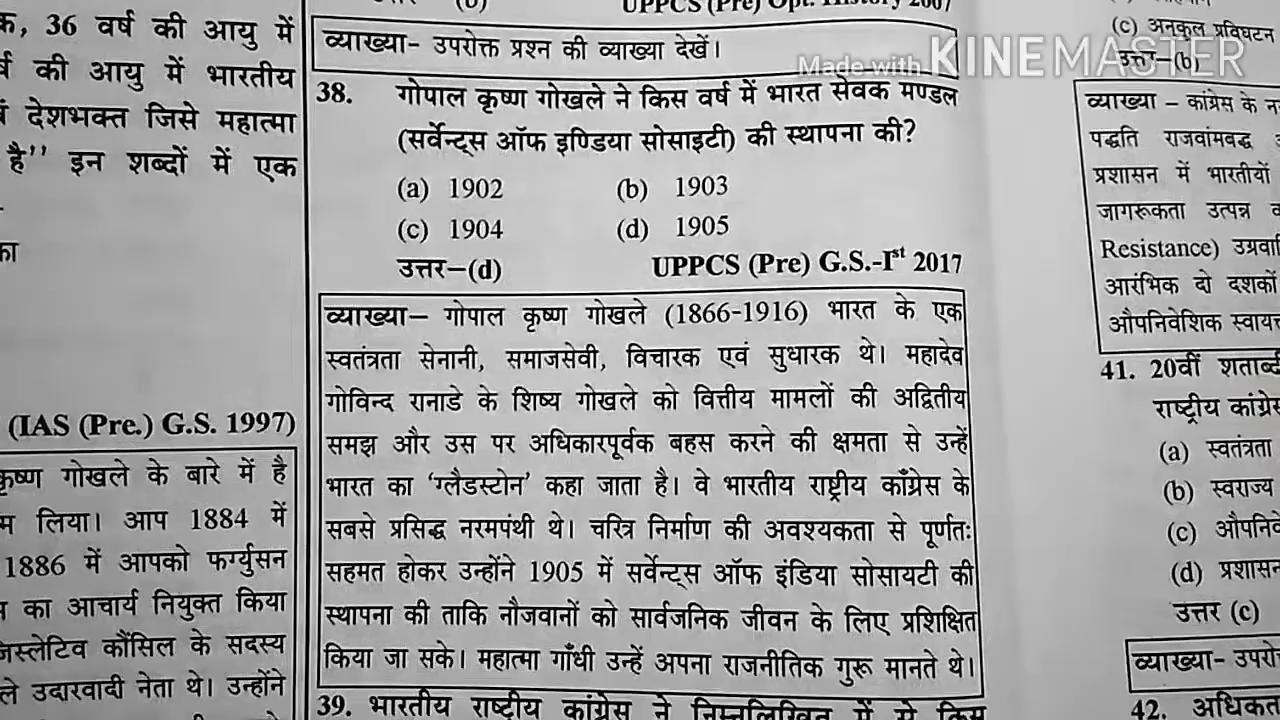 क, 36 वर्ष की आयु में
र्ष की आयु में भारतीय
वं देशभक्त जिसे महात्मा
है'' इन शब्दों में एक
का
(IAS (Pre.) G.S. 1997)
कृष्ण गोखले के बारे में है
म लिया। आप 1884 में
1886 में आपको फर्ग्युसन
का आचार्य नियुक्त किया
जिस्लेटिव कौंसिल के सदस्य
ले उदारवादी नेता थे। उन्होंने
(b) UPPCS (Pre) Opt. History 2007
व्याख्या- उपरोक्त प्रश्न की व्याख्या देखें।
38. गोपाल कृष्ण गोखले ने किस वर्ष में भारत सेवक मण्डल
(सर्वेन्ट्स ऑफ इण्डिया सोसाइटी) की स्थापना की?
(a) 1902 (b) 1903
(c) 1904 (d) 1905
उत्तर–(d) UPPCS (Pre) G.S.-Ist 2017
व्याख्या– गोपाल कृष्ण गोखले (1866-1916) भारत के एक
स्वतंत्रता सेनानी, समाजसेवी, विचारक एवं सुधारक थे। महादेव
गोविन्द रानाडे के शिष्य गोखले को वित्तीय मामलों की अद्वितीय
समझ और उस पर अधिकारपूर्वक बहस करने की क्षमता से उन्हें
भारत का 'ग्लैडस्टोन' कहा जाता है। वे भारतीय राष्ट्रीय काँग्रेस के
सबसे प्रसिद्ध नरमपंथी थे। चरित्र निर्माण की अवश्यकता से पूर्णतः
सहमत होकर उन्होंने 1905 में सर्वेन्ट्स ऑफ इंडिया सोसायटी की
स्थापना की ताकि नौजवानों को सार्वजनिक जीवन के लिए प्रशिक्षित
किया जा सके। महात्मा गाँधी उन्हें अपना राजनीतिक गुरू मानते थे।
39. भारतीय राष्ट्रीय कांग्रेस ने निम्नलिखित में से किस
(c) अनुकूल प्रविघटन
उत्तर–(b)
Made with KINEMASTER
व्याख्या – कांग्रेस के
पद्धति राजवांमवद्ध
प्रशासन में भारतीयों
जागरूकता उत्पन्न
Resistance) उग्रवा
आरंभिक दो दशकों
औपनिवेशिक स्वायत्त
41. 20वीं शताब्दी
राष्ट्रीय कांग्रेस
(a) स्वतंत्रता
(b) स्वराज्य
(c) औपनिवे
(d) प्रशासन
उत्तर (c)
व्याख्या- उपरो
42. अधिकत